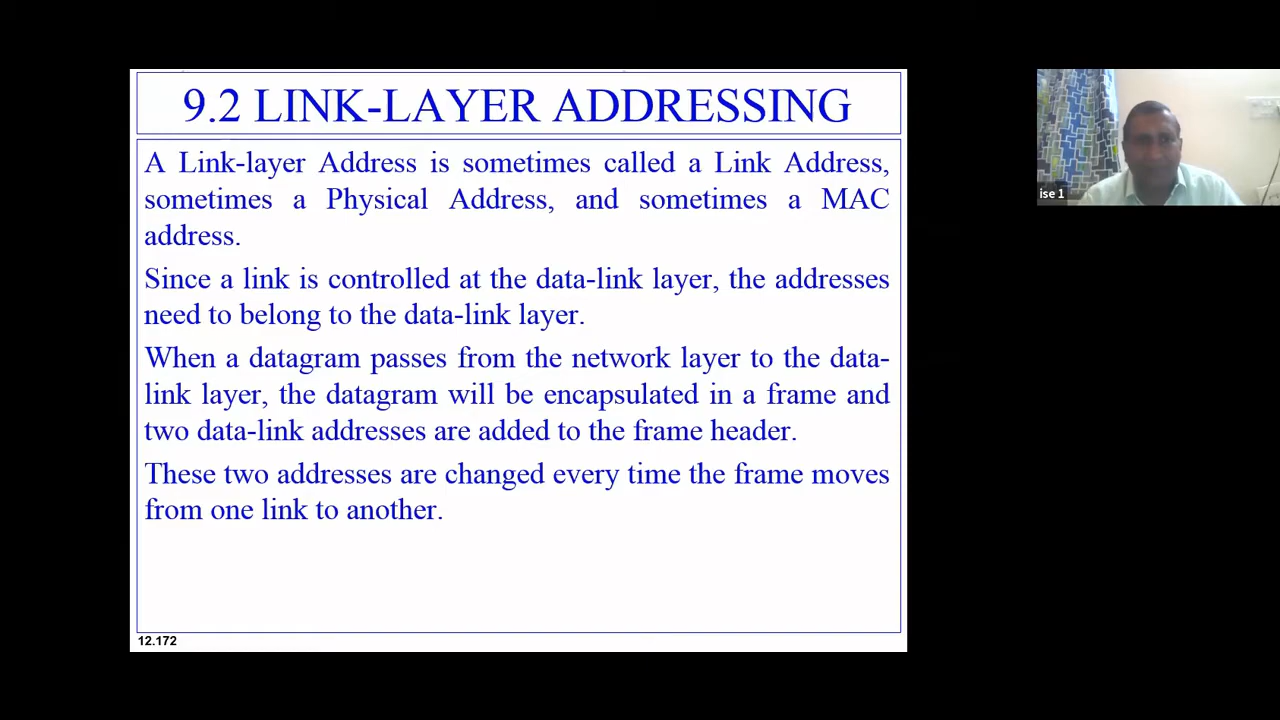 9.2 LINK-LAYER ADDRESSING
A Link-layer Address is sometimes called a Link Address,
sometimes a Physical Address, and sometimes a MAC
address.
Since a link is controlled at the data-link layer, the addresses
need to belong to the data-link layer.
When a datagram passes from the network layer to the data-
link layer, the datagram will be encapsulated in a frame and
two data-link addresses are added to the frame header.
These two addresses are changed every time the frame moves
from one link to another.
12.172
ise 1